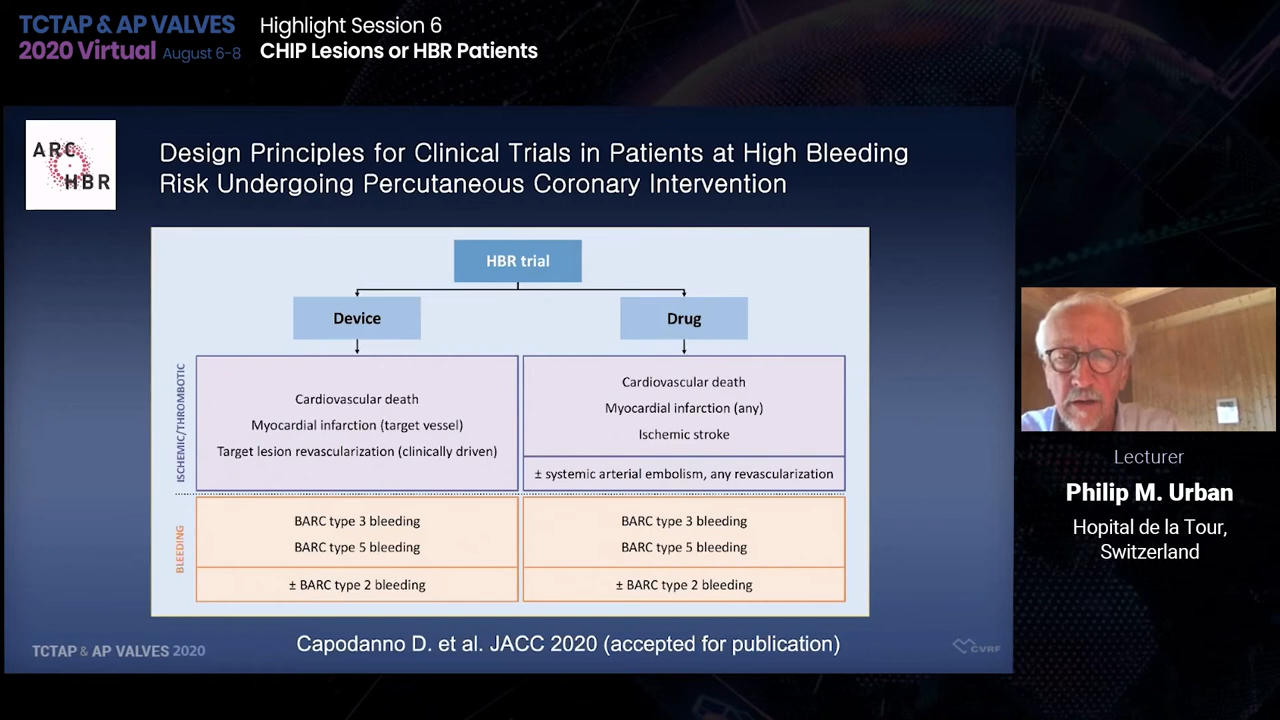 TCTAP & AP VALVES
2020 Virtual August 6-8
Highlight Session 6
CHIP Lesions or HBR Patients
ARC
HBR
Design Principles for Clinical Trials in Patients at High Bleeding
Risk Undergoing Percutaneous Coronary Intervention
HBR trial
Device
Drug
ISCHEMIC/THROMBOTIC
Cardiovascular death
Myocardial infarction (target vessel)
Target lesion revascularization (clinically driven)
Cardiovascular death
Myocardial infarction (any)
Ischemic stroke
± systemic arterial embolism, any revascularization
BLEEDING
BARC type 3 bleeding
BARC type 5 bleeding
± BARC type 2 bleeding
BARC type 3 bleeding
BARC type 5 bleeding
± BARC type 2 bleeding
Capodanno D. et al. JACC 2020 (accepted for publication)
TCTAP & AP VALVES 2020
CVRF
Lecturer
Philip M. Urban
Hopital de la Tour,
Switzerland